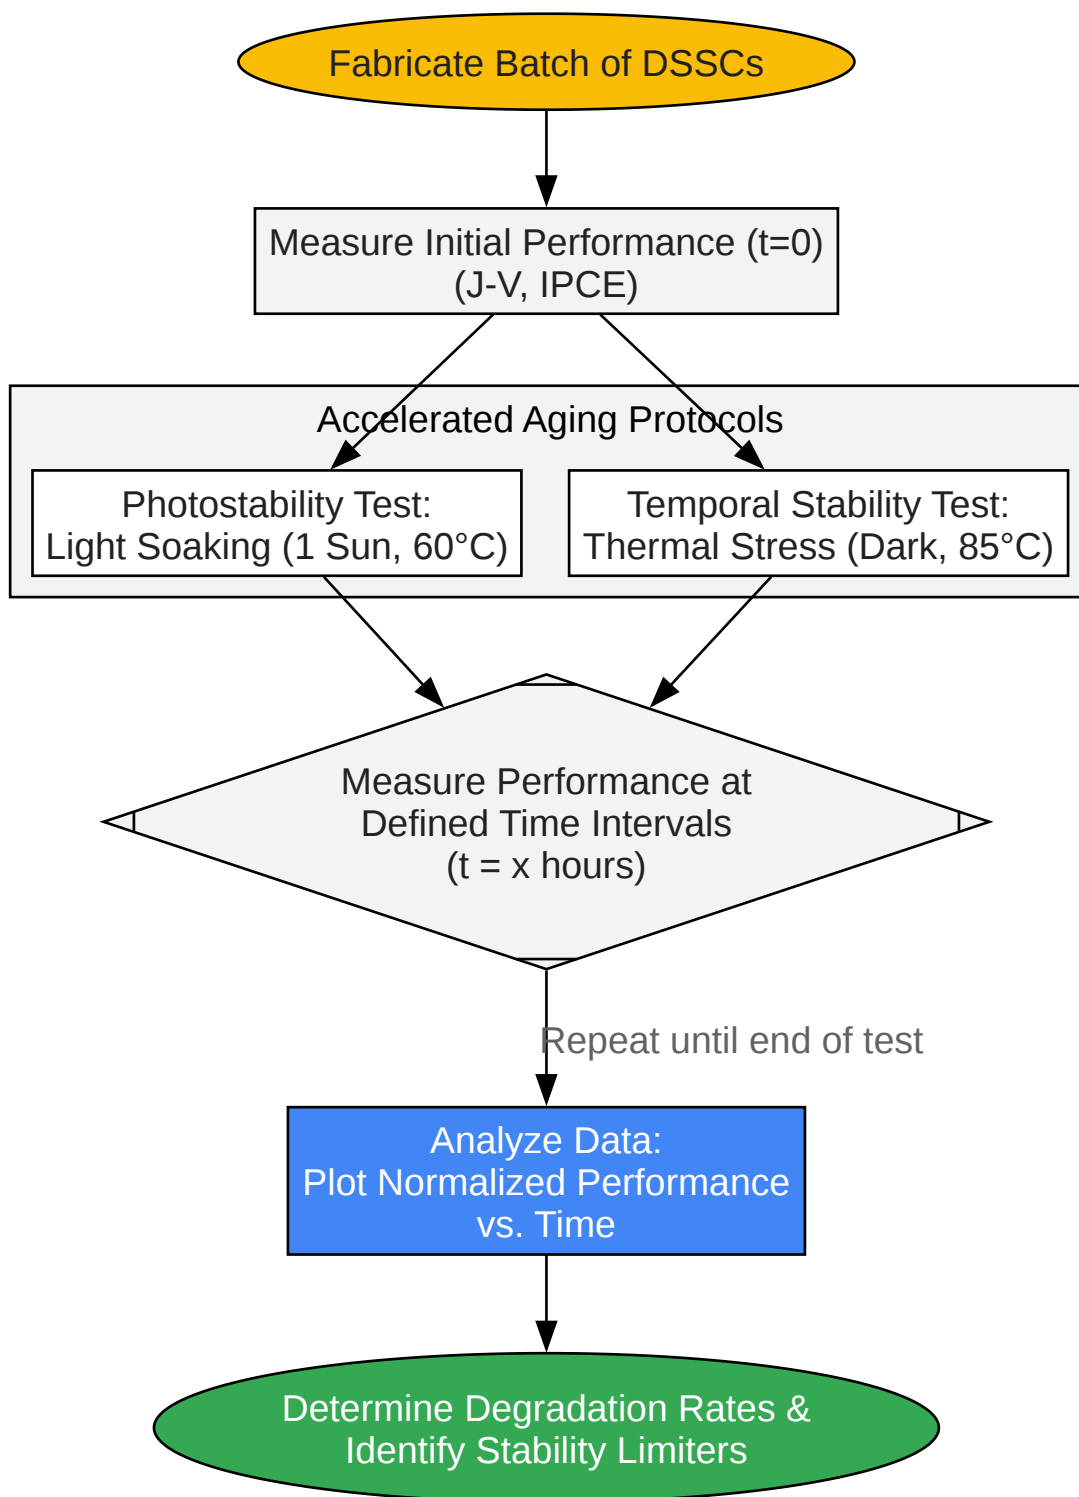 Fabricate Batch of DSSCs
Measure Initial Performance (t=0)
(J-V, IPCE)
Accelerated Aging Protocols
Photostability Test:
Light Soaking (1 Sun, 60°C)
Temporal Stability Test:
Thermal Stress (Dark, 85°C)
Measure Performance at
Defined Time Intervals
(t = x hours)
Repeat until end of test
Analyze Data:
Plot Normalized Performance
vs. Time
Determine Degradation Rates &
Identify Stability Limiters